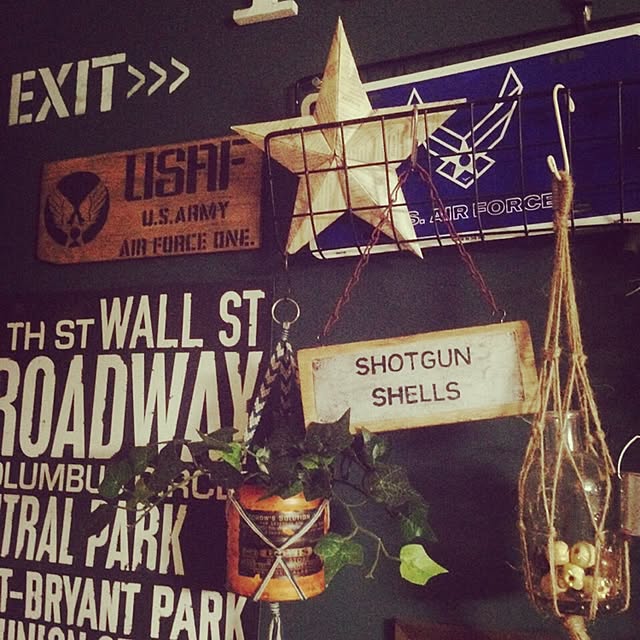 EXIT>>>
USAF
U.S. ARMY
AIR FORCE ONE.
S. AIR FORCE
SHOTGUN
SHELLS
TH ST WALL ST
ROADWAY
OLUMBU
TRAL PARK
T-BRYANT PARK